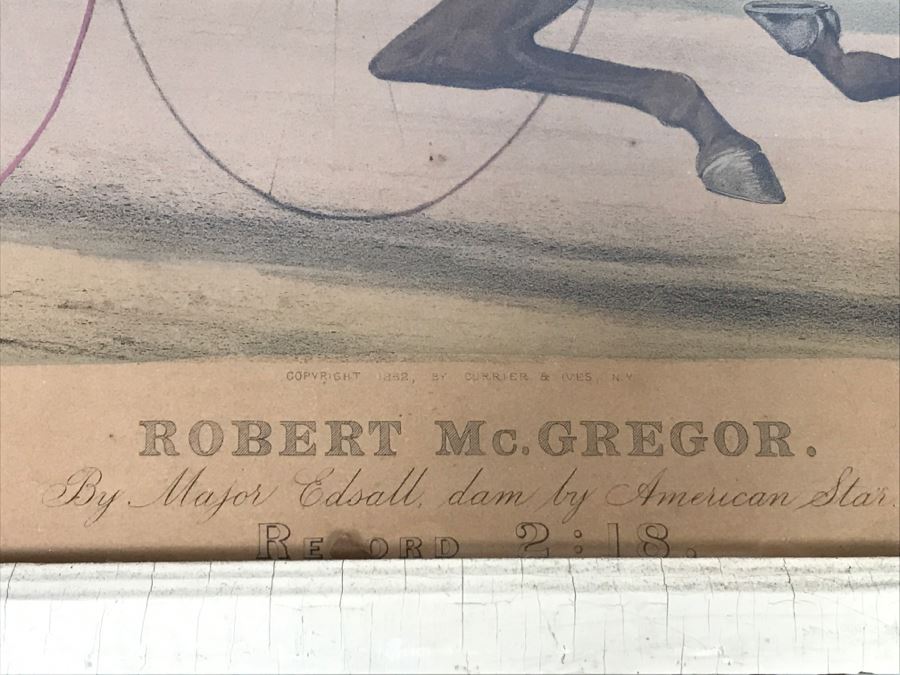 COPYRIGHT 1882, BY CURRIER & IVES, N.Y.
ROBERT Mc.GREGOR.
By Major Edsall, dam by American Star.
RECORD 2:18.